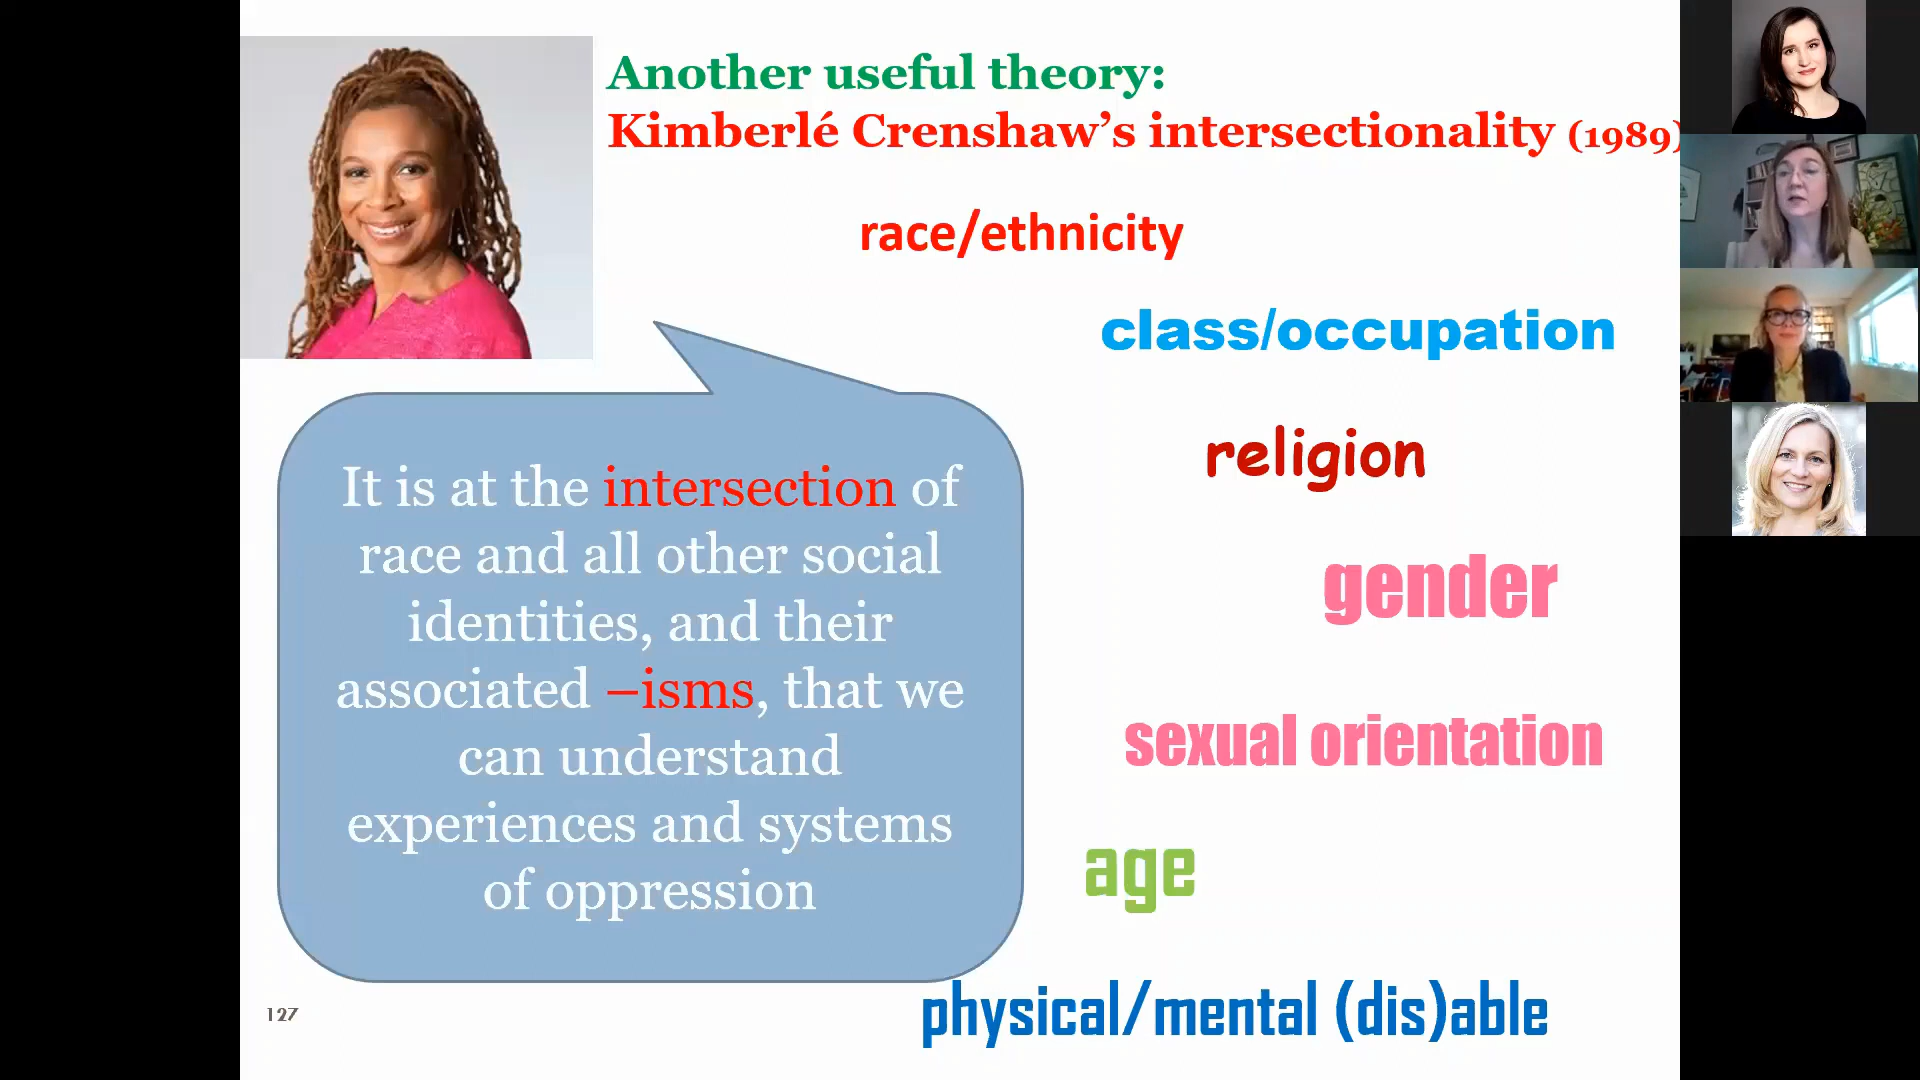 Another useful theory:
Kimberlé Crenshaw’s intersectionality (1989)
race/ethnicity
class/occupation
religion
It is at the intersection of
race and all other social
identities, and their
associated –isms, that we
can understand
experiences and systems
of oppression
gender
sexual orientation
age
physical/mental (dis)able
127